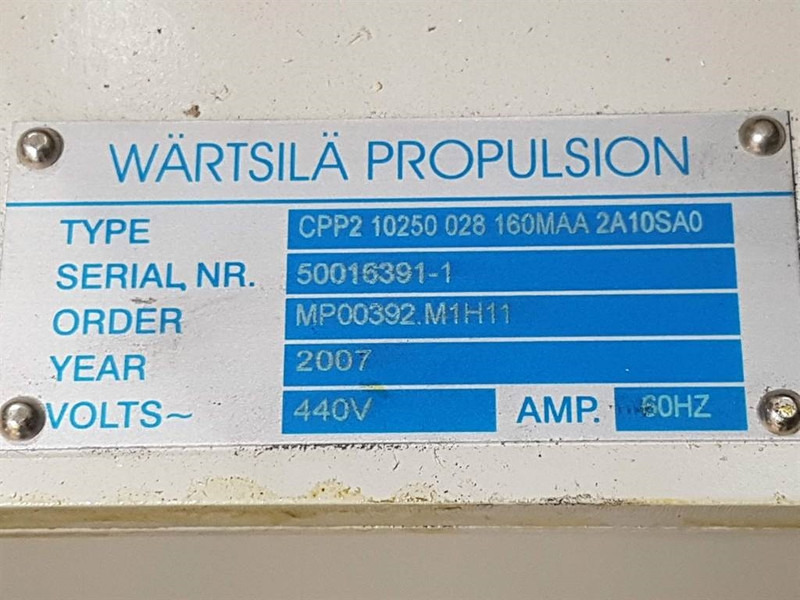 WÄRTSILÄ PROPULSION
TYPE CPP2 10250 028 160MAA 2A10SA0
SERIAL NR. 50016391-1
ORDER MP00392.M1H11
YEAR 2007
VOLTS~ 440V AMP. 60HZ